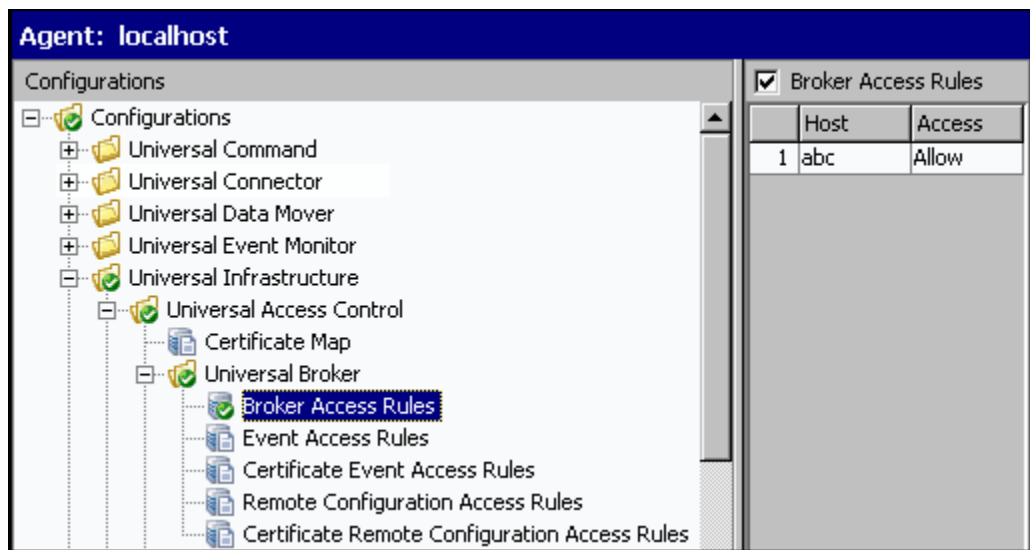 Agent: localhost
Configurations
Configurations
Universal Command
Universal Connector
Universal Data Mover
Universal Event Monitor
Universal Infrastructure
Universal Access Control
Certificate Map
Universal Broker
Broker Access Rules
Event Access Rules
Certificate Event Access Rules
Remote Configuration Access Rules
Certificate Remote Configuration Access Rules
Broker Access Rules
Host Access
1 abc Allow